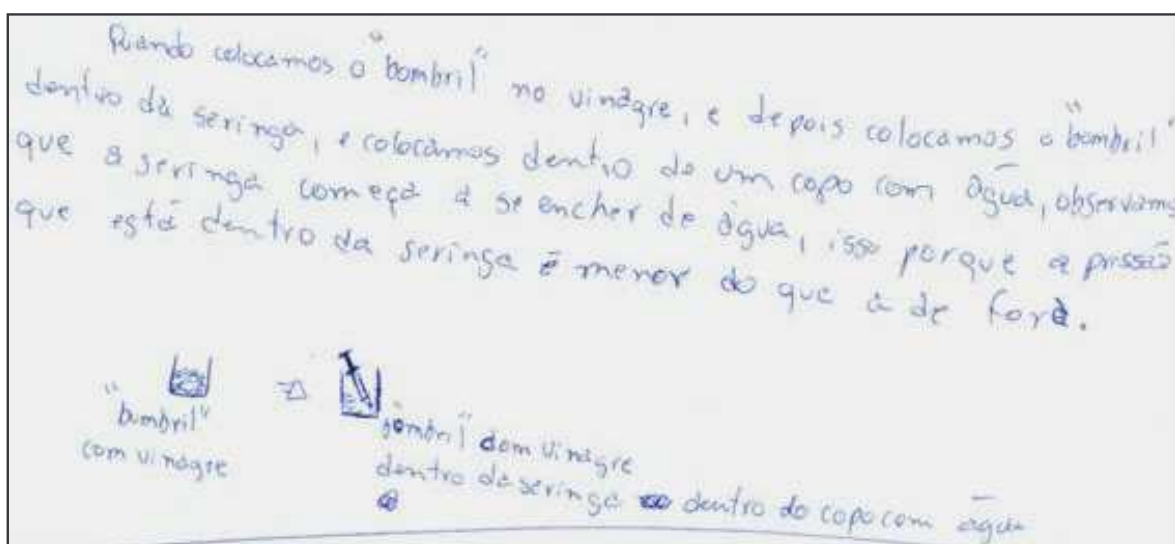 Quando colocamos o "bombril" no vinagre, e depois colocamos o "bombril"
dentro da seringa, e colocamos dentro de um copo com água, observamo
que a seringa começa a se encher de água, isso porque a pressão
que está dentro da seringa é menor do que a de fora.
"bombril"
com vinagre
"bombril" com vinagre
dentro da seringa dentro do copo com água